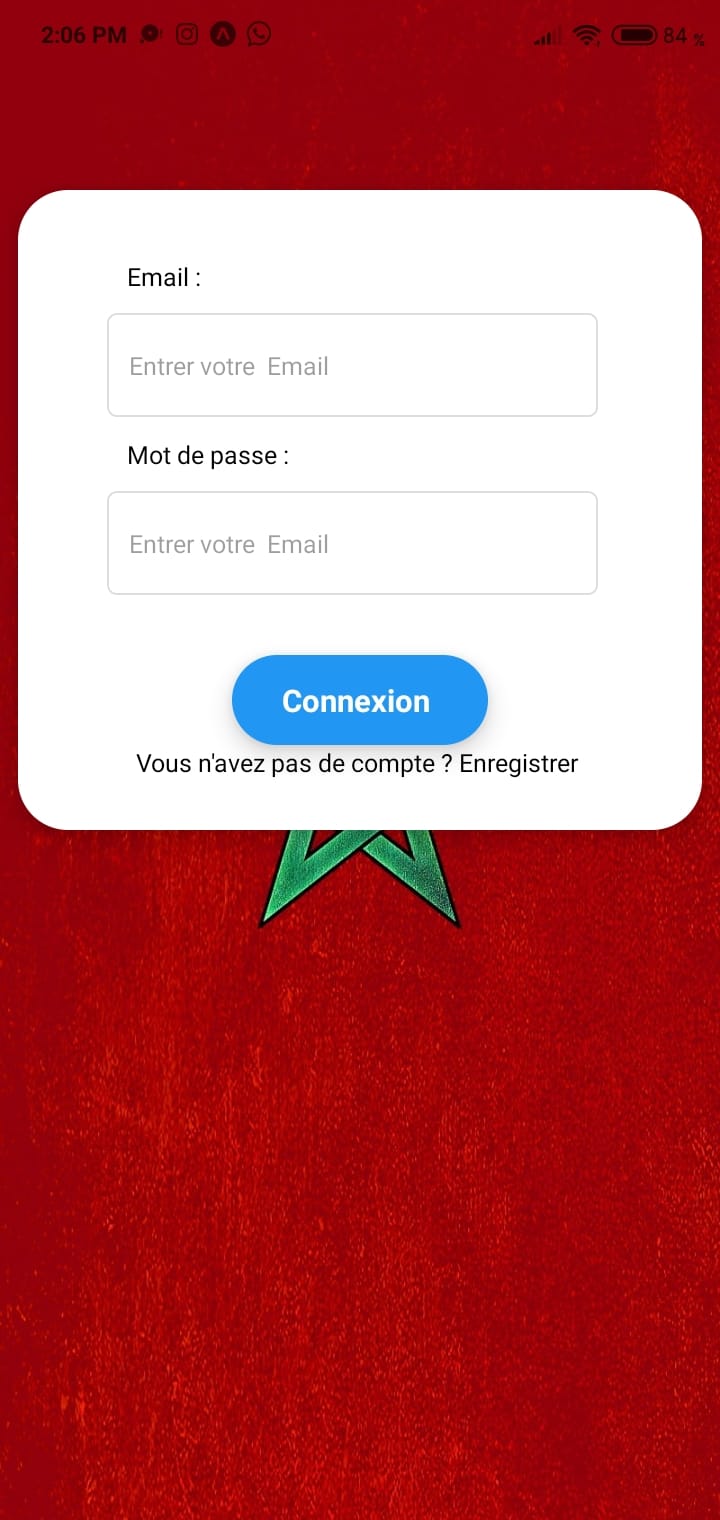 2:06 PM 84 %
Email :
Entrer votre  Email
Mot de passe :
Entrer votre  Email
Connexion
Vous n'avez pas de compte ? Enregistrer